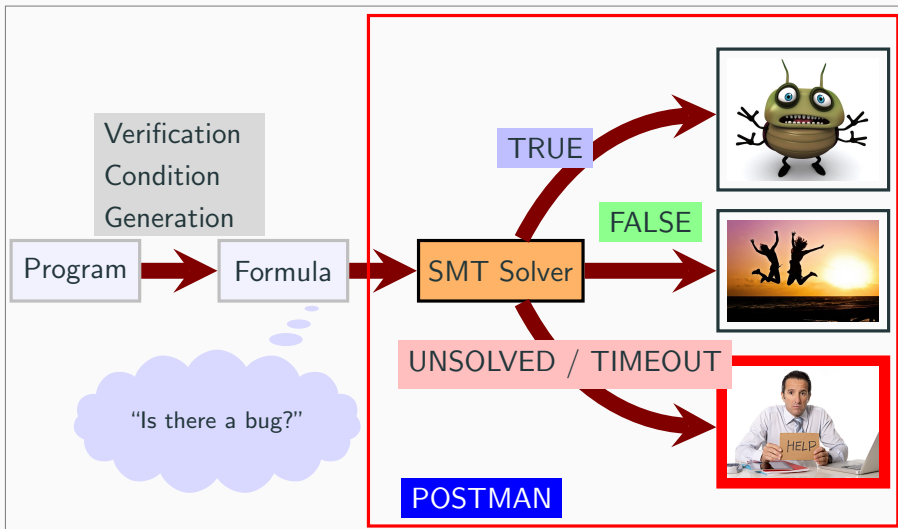 Verification
Condition
Generation
TRUE
FALSE
Program
Formula
SMT Solver
UNSOLVED / TIMEOUT
“Is there a bug?”
HELP
POSTMAN